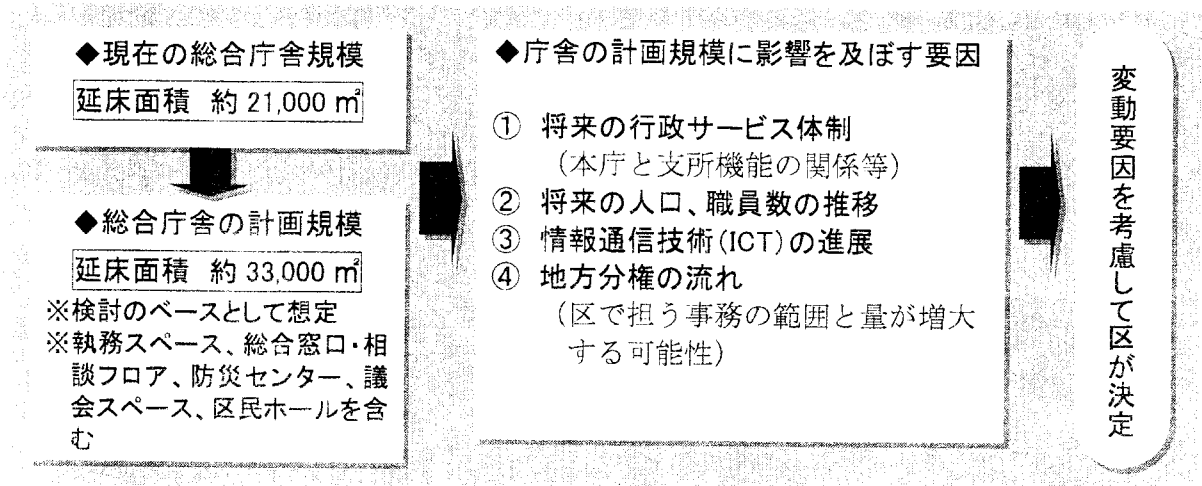 ◆現在の総合庁舎規模
延床面積 約 21,000 ㎡
◆総合庁舎の計画規模
延床面積 約 33,000 ㎡
※検討のベースとして想定
※執務スペース、総合窓口・相
談フロア、防災センター、議
会スペース、区民ホールを含
む
◆庁舎の計画規模に影響を及ぼす要因
① 将来の行政サービス体制
（本庁と支所機能の関係等）
② 将来の人口、職員数の推移
③ 情報通信技術(ICT)の進展
④ 地方分権の流れ
（区で担う事務の範囲と量が増大
する可能性）
変動要因を考慮して区が決定